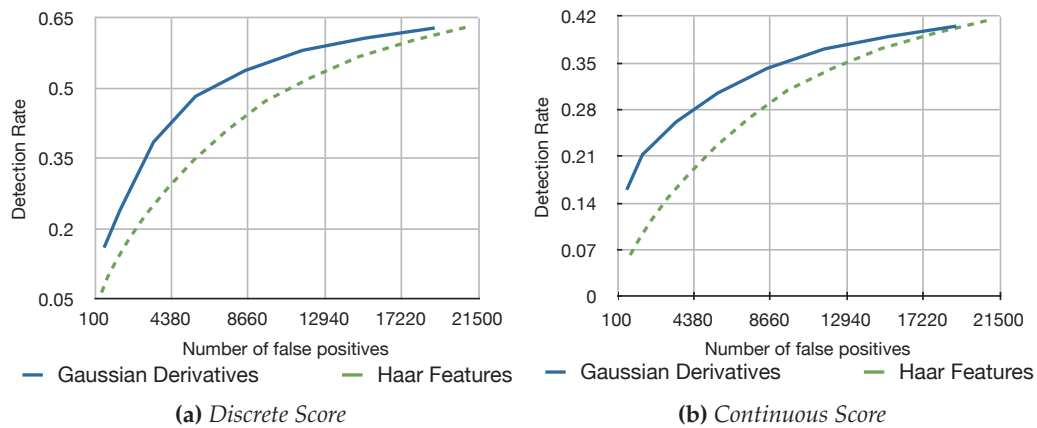 0.65
0.5
0.35
0.2
0.05
Detection Rate
100 4380 8660 12940 17220 21500
Number of false positives
Gaussian Derivatives Haar Features
(a) Discrete Score
0.42
0.35
0.28
0.21
0.14
0.07
0
Detection Rate
100 4380 8660 12940 17220 21500
Number of false positives
Gaussian Derivatives Haar Features
(b) Continuous Score